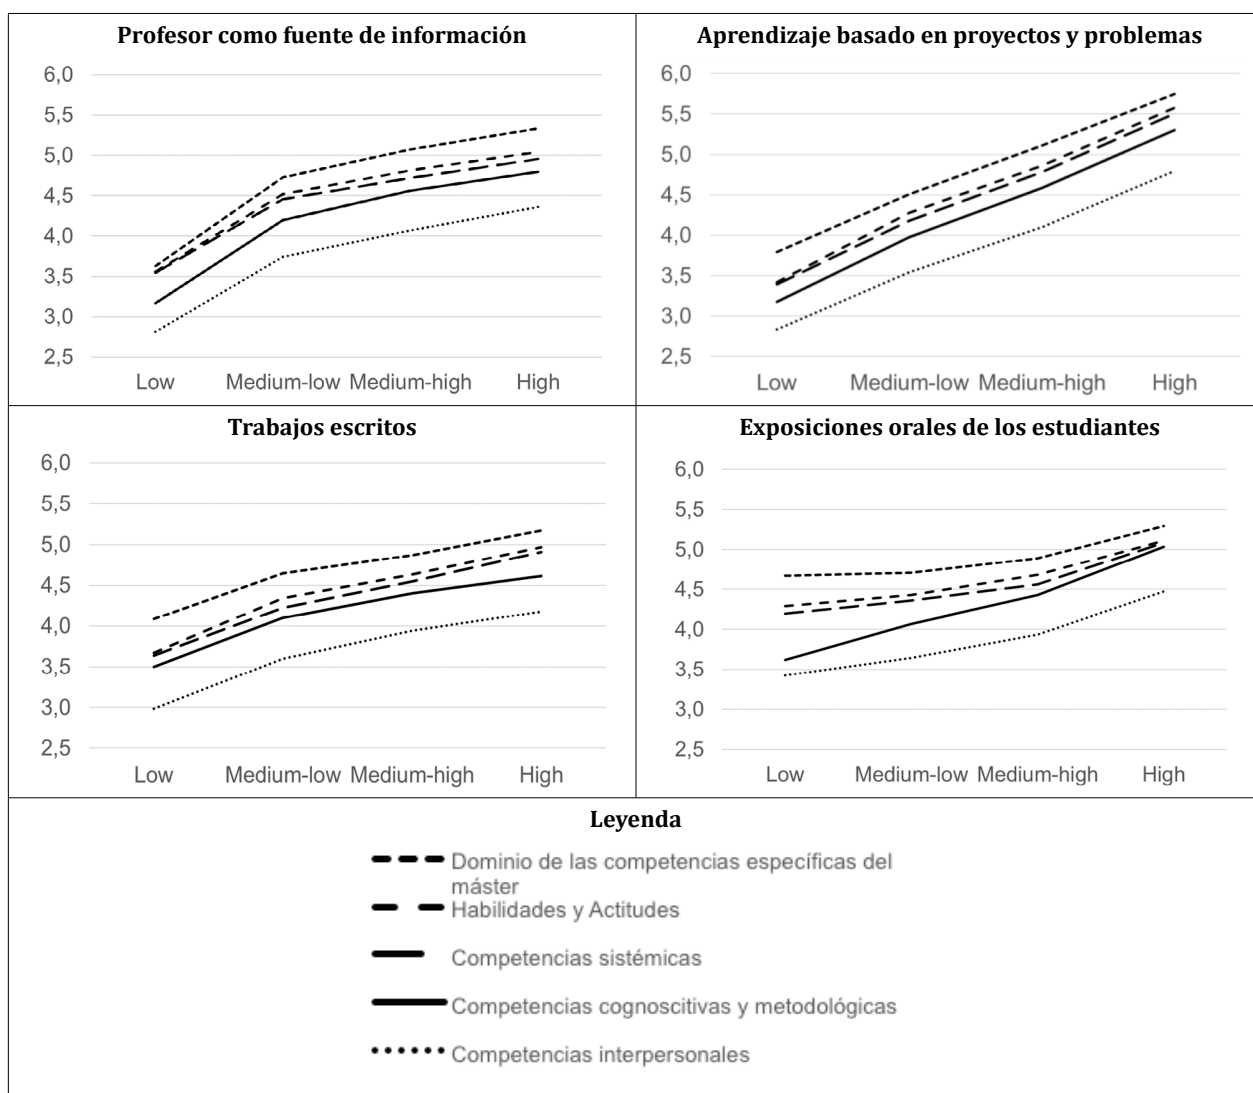 Profesor como fuente de información
6,0
5,5
5,0
4,5
4,0
3,5
3,0
2,5
Low Medium-low Medium-high High
Aprendizaje basado en proyectos y problemas
6,0
5,5
5,0
4,5
4,0
3,5
3,0
2,5
Low Medium-low Medium-high High
Trabajos escritos
6,0
5,5
5,0
4,5
4,0
3,5
3,0
2,5
Low Medium-low Medium-high High
Exposiciones orales de los estudiantes
6,0
5,5
5,0
4,5
4,0
3,5
3,0
2,5
Low Medium-low Medium-high High
Leyenda
Dominio de las competencias específicas del
máster
Habilidades y Actitudes
Competencias sistémicas
Competencias cognoscitivas y metodológicas
Competencias interpersonales